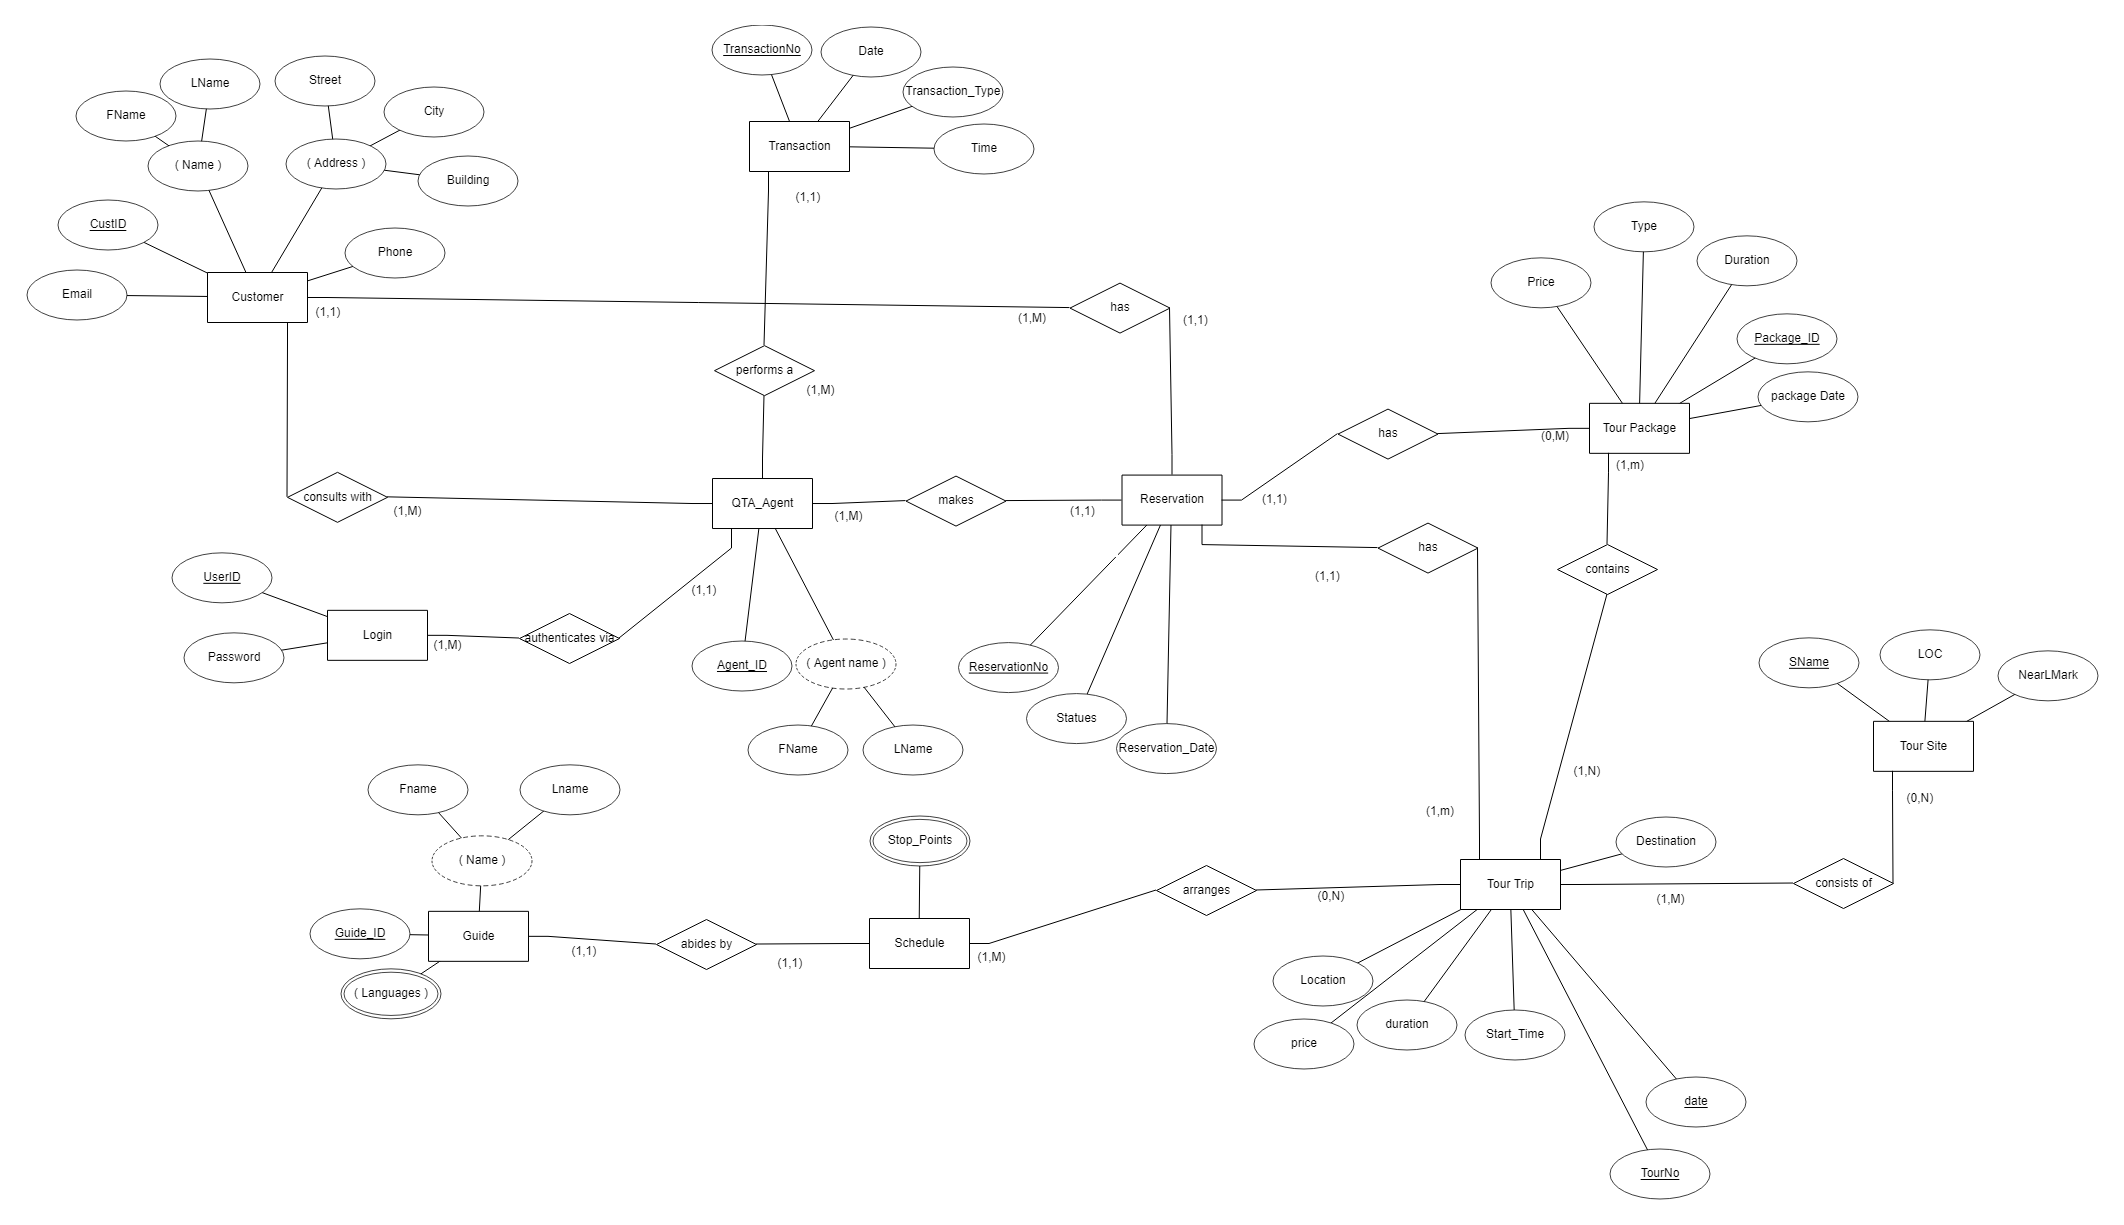 TransactionNo
Date
Transaction_Type
Time
Transaction
(1,1)
LName
FName
( Name )
Street
City
( Address )
Building
CustID
Phone
Email
Customer
(1,1)
(1,M)
has
(1,1)
performs a
(1,M)
Type
Price
Duration
Package_ID
package Date
Tour Package
(0,M)
has
(1,1)
(1,m)
consults with
(1,M)
QTA_Agent
(1,M)
makes
(1,1)
Reservation
has
(1,1)
contains
UserID
Password
Login
(1,M)
authenticates via
(1,1)
Agent_ID
( Agent name )
FName
LName
ReservationNo
Statues
Reservation_Date
SName
LOC
NearLMark
Tour Site
(0,N)
(1,N)
(1,m)
Fname
Lname
( Name )
Guide_ID
Guide
( Languages )
(1,1)
abides by
(1,1)
Stop_Points
Schedule
(1,M)
arranges
(0,N)
Tour Trip
Destination
(1,M)
consists of
Location
price
duration
Start_Time
date
TourNo